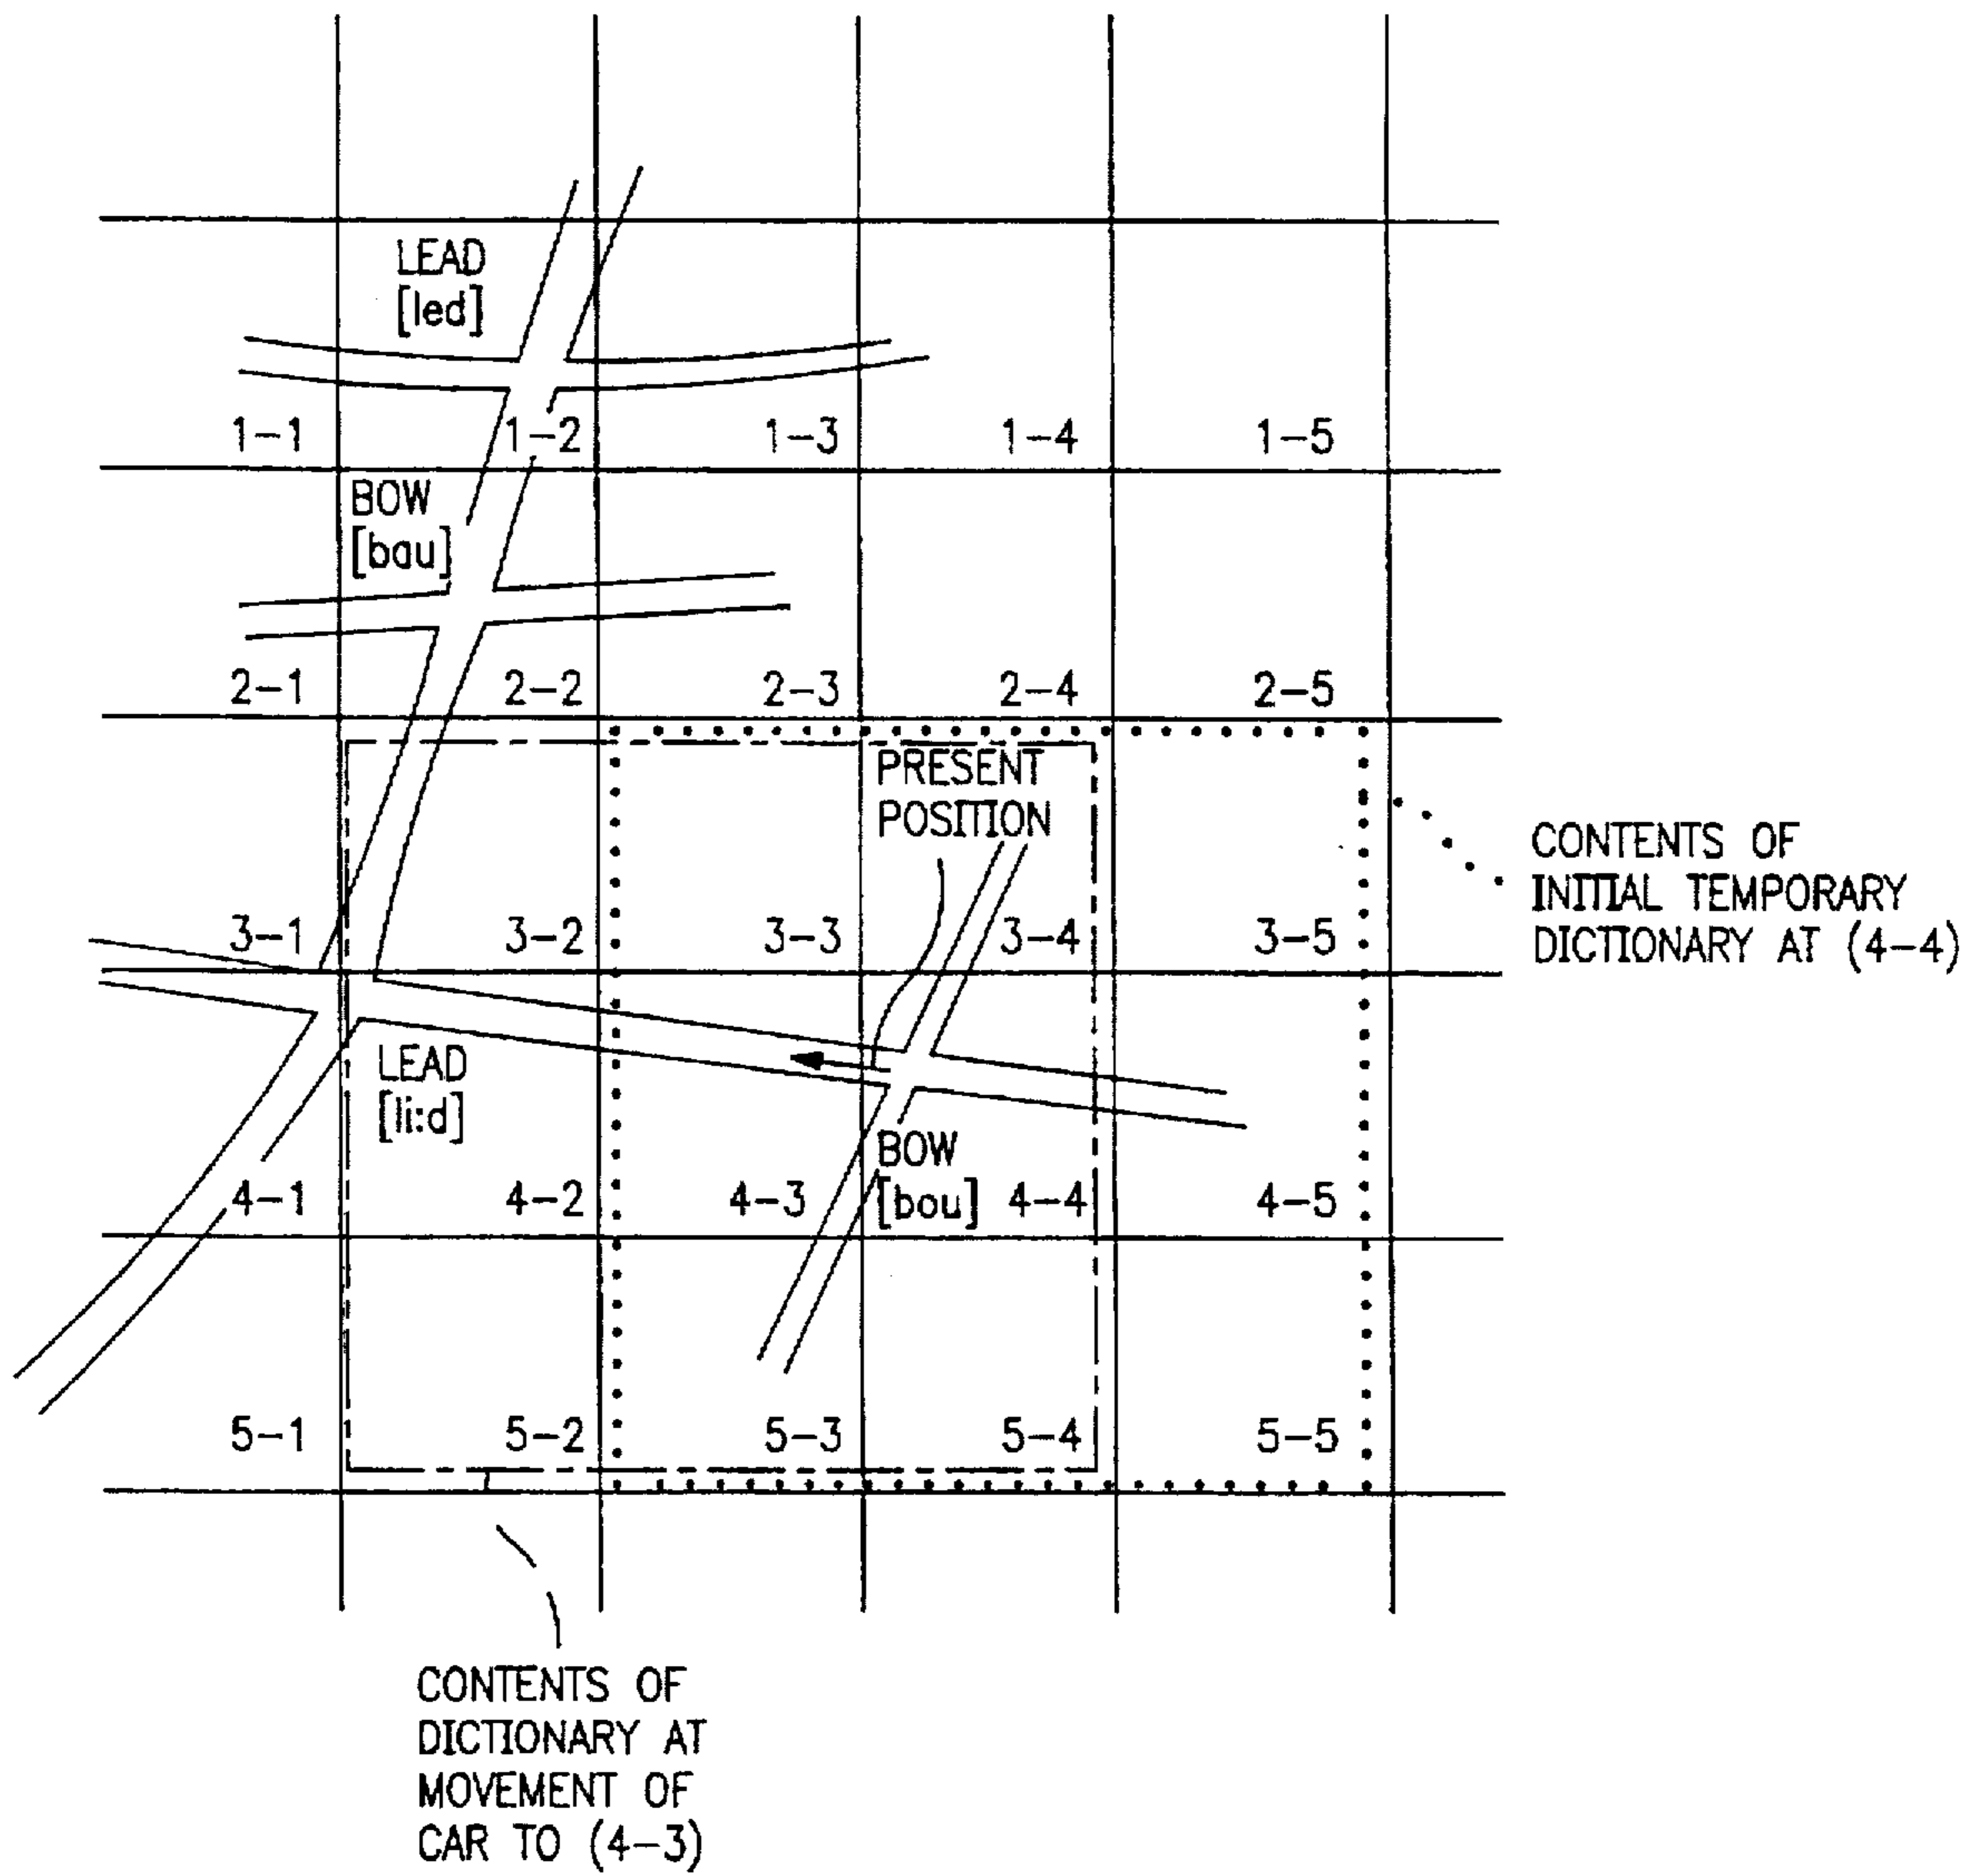 LEAD
[led]
1-1 1-2 1-3 1-4 1-5
BOW
[bau]
2-1 2-2 2-3 2-4 2-5
PRESENT
POSITION
CONTENTS OF
INITIAL TEMPORARY
DICTIONARY AT (4-4)
3-1 3-2 3-3 3-4 3-5
LEAD
[li:d]
BOW
[bou]
4-1 4-2 4-3 4-4 4-5
5-1 5-2 5-3 5-4 5-5
CONTENTS OF
DICTIONARY AT
MOVEMENT OF
CAR TO (4-3)